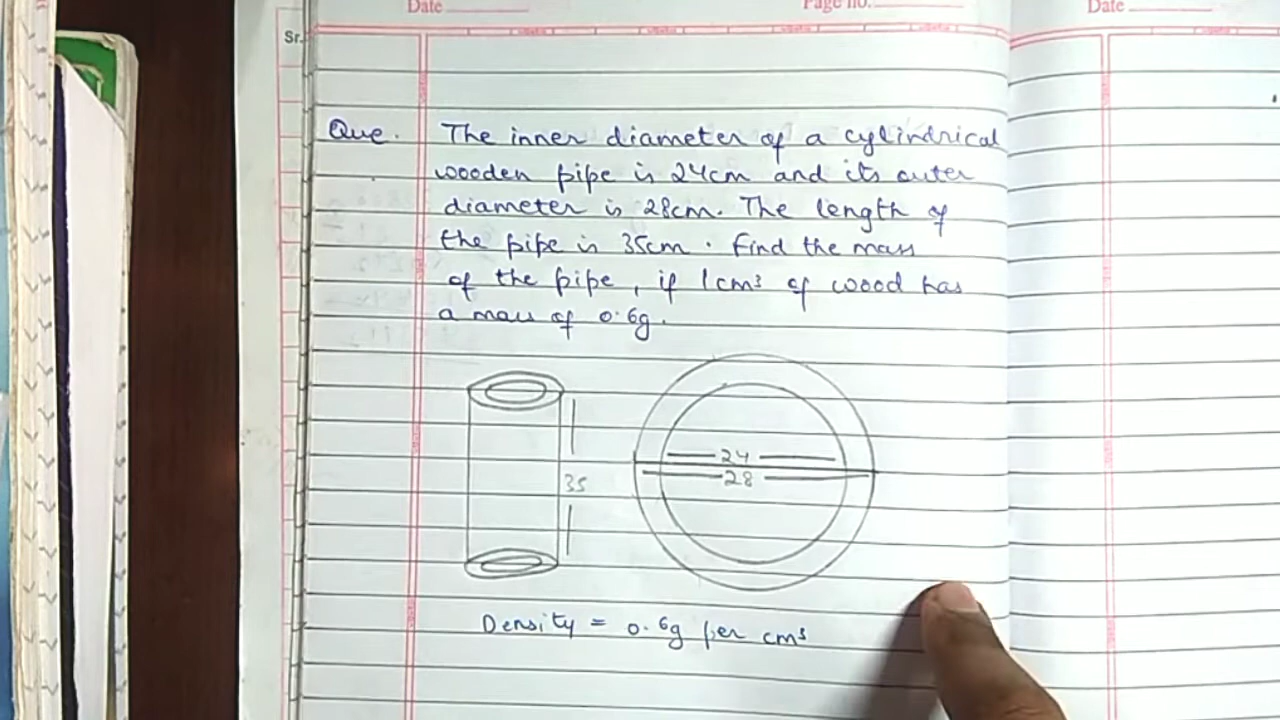 Date
Page no.
Date
Sr.
Que. The inner diameter of a cylindrical
wooden pipe is 24cm and its outer
diameter is 28cm. The length of
the pipe is 35cm. Find the mass
of the pipe, if 1cm³ of wood has
a mass of 0.6g.
24
28
35
Density = 0.6g per cm³